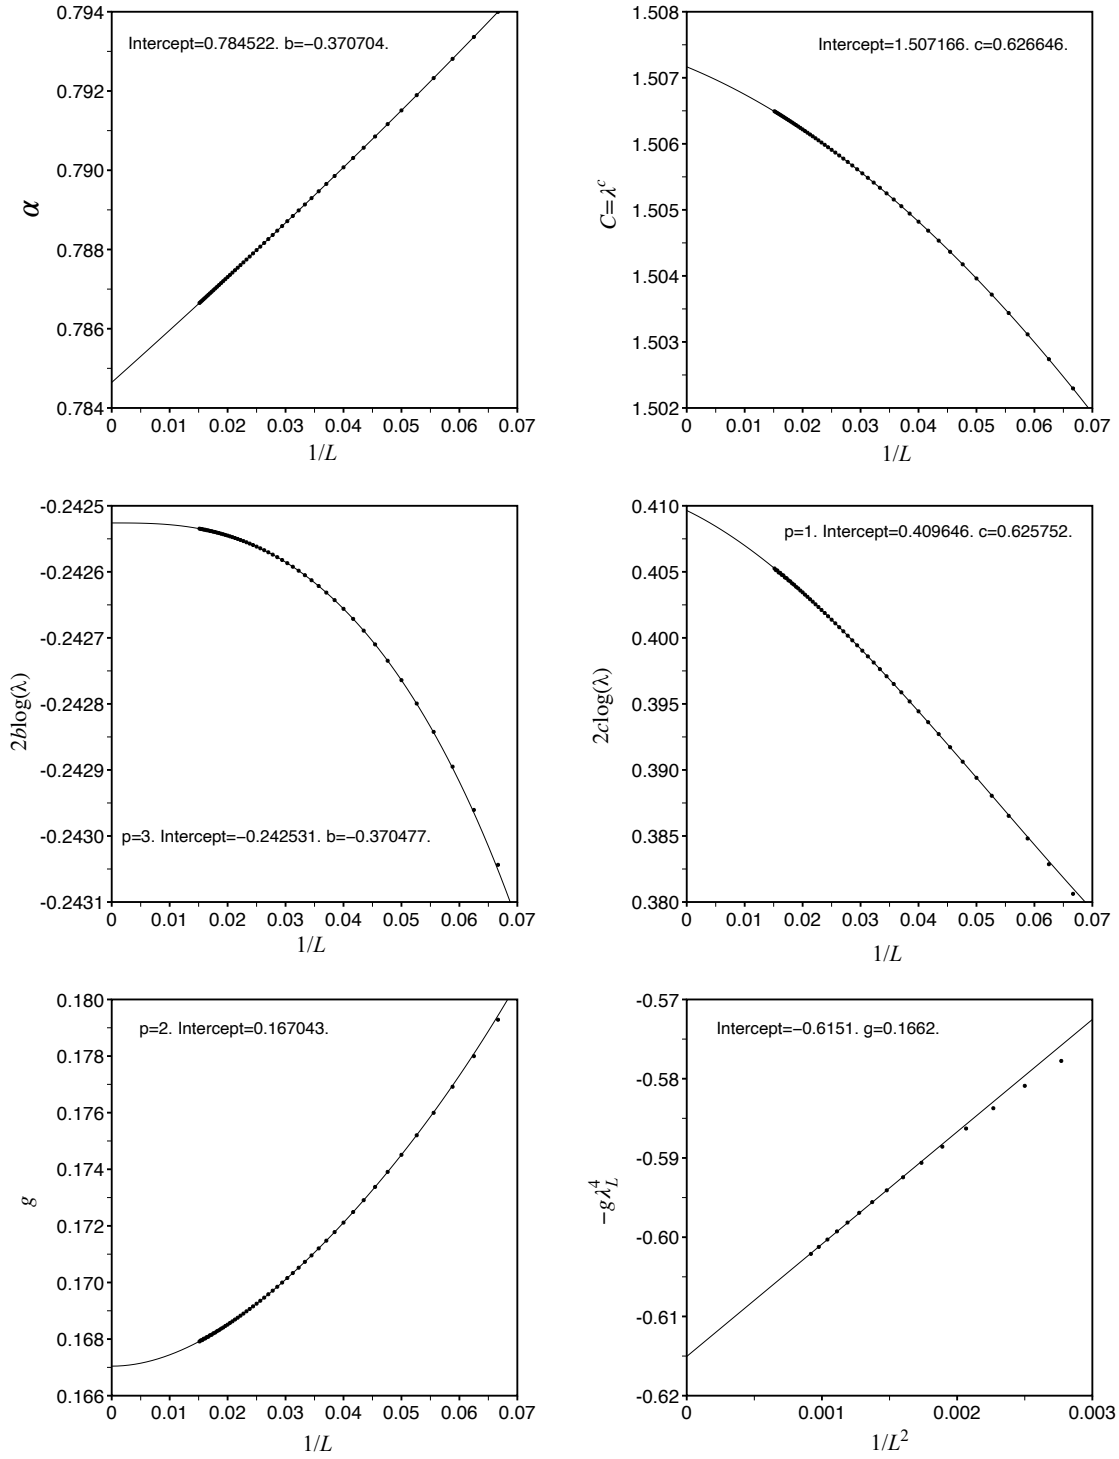 0.794
0.792
0.790
0.788
0.786
0.784
α
Intercept=0.784522. b=−0.370704.
0 0.01 0.02 0.03 0.04 0.05 0.06 0.07
1/L
1.508
1.507
1.506
1.505
1.504
1.503
1.502
C=λ^c
Intercept=1.507166. c=0.626646.
0 0.01 0.02 0.03 0.04 0.05 0.06 0.07
1/L
-0.2425
-0.2426
-0.2427
-0.2428
-0.2429
-0.2430
-0.2431
2blog(λ)
p=3. Intercept=−0.242531. b=−0.370477.
0 0.01 0.02 0.03 0.04 0.05 0.06 0.07
1/L
0.410
0.405
0.400
0.395
0.390
0.385
0.380
2clog(λ)
p=1. Intercept=0.409646. c=0.625752.
0 0.01 0.02 0.03 0.04 0.05 0.06 0.07
1/L
0.180
0.178
0.176
0.174
0.172
0.170
0.168
0.166
g
p=2. Intercept=0.167043.
0 0.01 0.02 0.03 0.04 0.05 0.06 0.07
1/L
-0.57
-0.58
-0.59
-0.60
-0.61
-0.62
−gλ_L^4
Intercept=−0.6151. g=0.1662.
0 0.001 0.002 0.003
1/L²